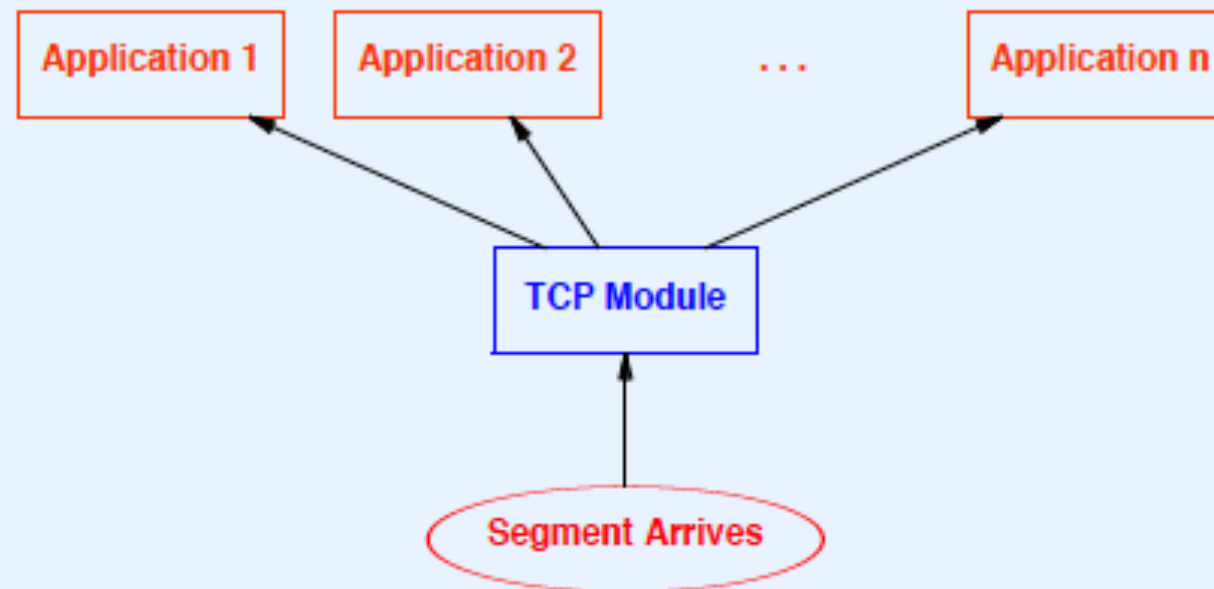 Application 1
Application 2
. . .
Application n
TCP Module
Segment Arrives